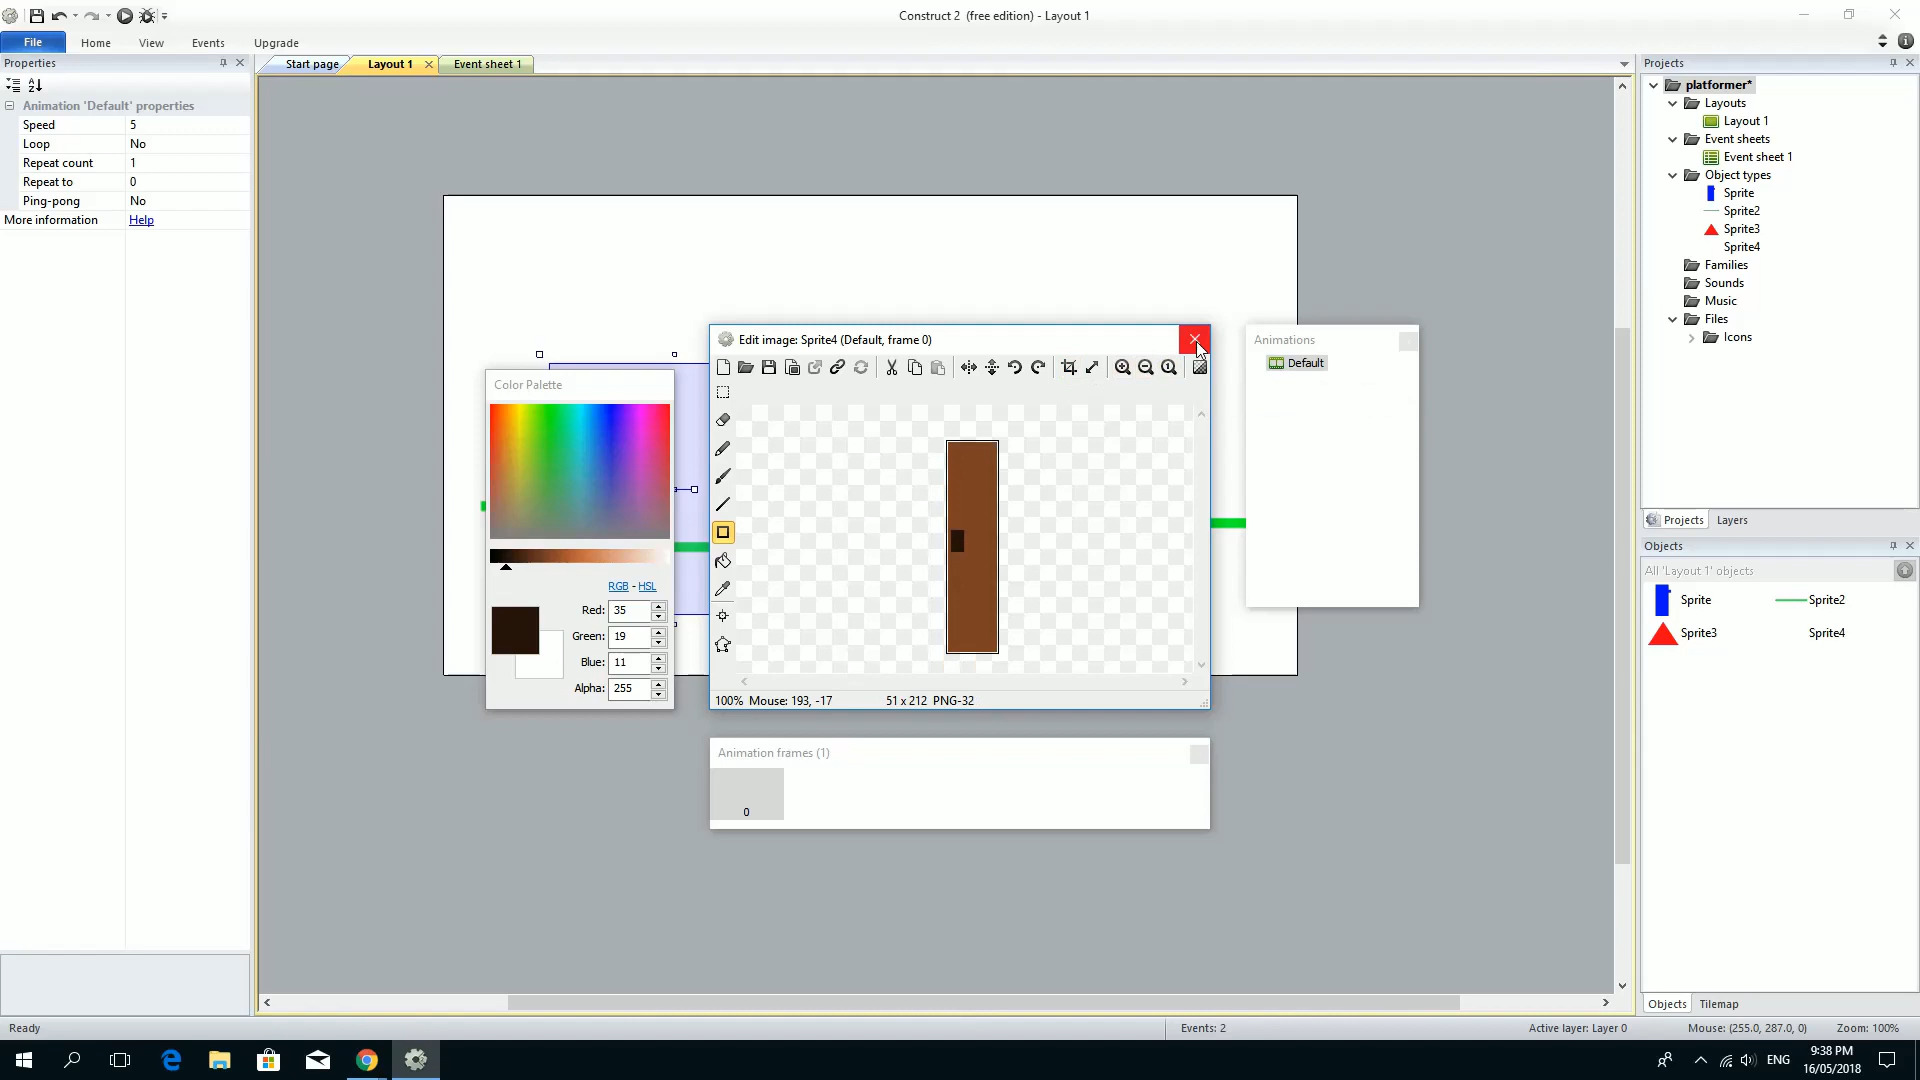 Construct 2 (free edition) - Layout 1
File Home View Events Upgrade
Properties
Start page Layout 1 Event sheet 1
Animation 'Default' properties
Speed 5
Loop No
Repeat count 1
Repeat to 0
Ping-pong No
More information Help
Color Palette
RGB - HSL
Red: 35
Green: 19
Blue: 11
Alpha: 255
Edit image: Sprite4 (Default, frame 0)
100% Mouse: 193, -17 51 x 212 PNG-32
Animation frames (1)
0
Animations
Default
Projects
platformer*
Layouts
Layout 1
Event sheets
Event sheet 1
Object types
Sprite
Sprite2
Sprite3
Sprite4
Families
Sounds
Music
Files
Icons
Projects Layers
Objects
All 'Layout 1' objects
Sprite Sprite2
Sprite3 Sprite4
Objects Tilemap
Ready Events: 2 Active layer: Layer 0 Mouse: (255.0, 287.0, 0) Zoom: 100%
ENG
9:38 PM
16/05/2018